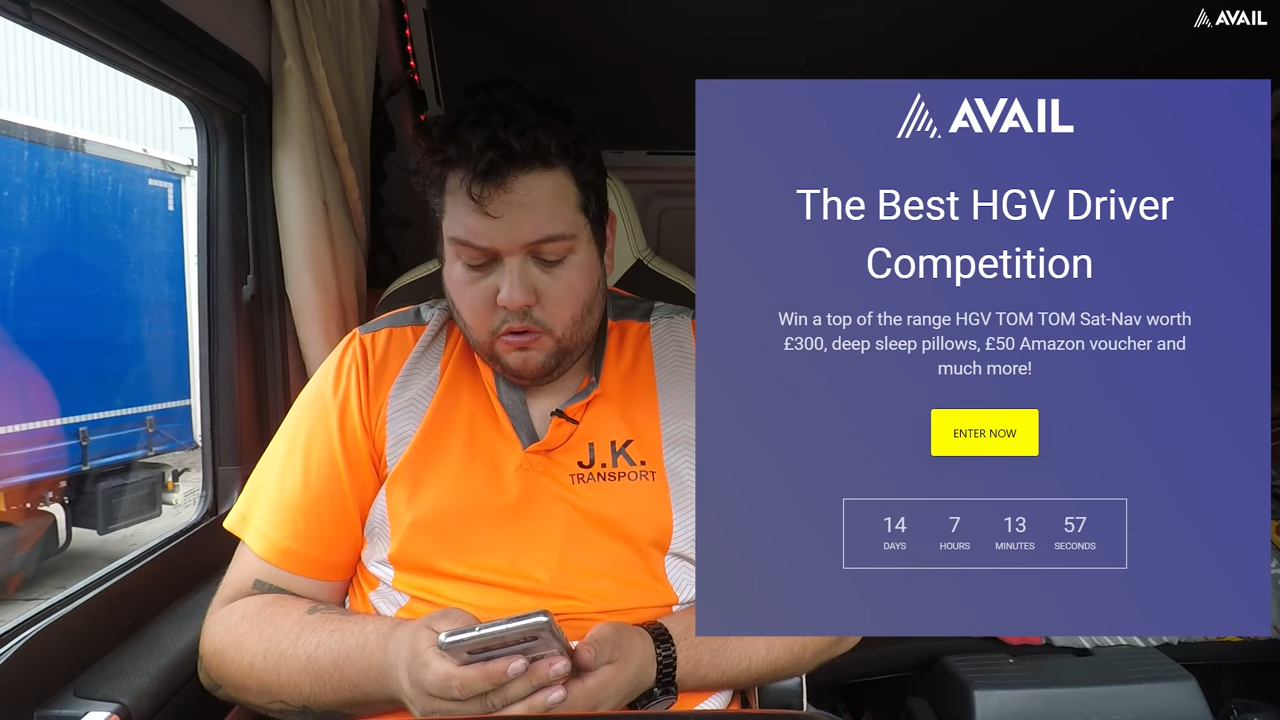 AVAIL
AVAIL
The Best HGV Driver
Competition
Win a top of the range HGV TOM TOM Sat-Nav worth
£300, deep sleep pillows, £50 Amazon voucher and
much more!
ENTER NOW
14 7 13 57
DAYS HOURS MINUTES SECONDS
J.K.
TRANSPORT